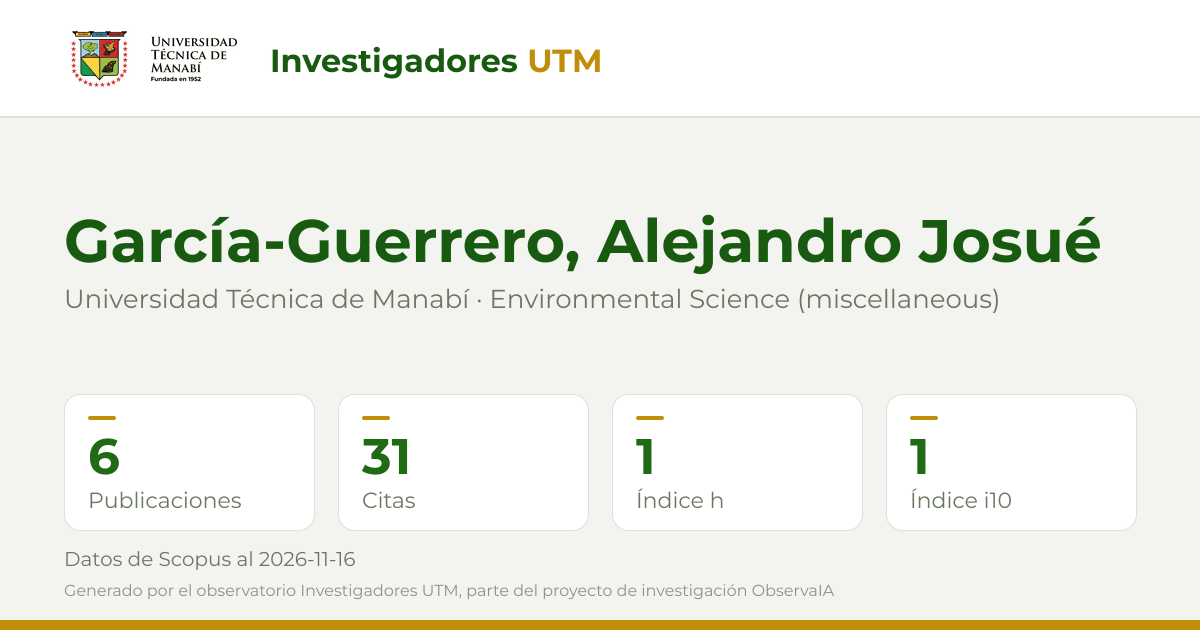 UNIVERSIDAD
TÉCNICA DE
MANABÍ
Fundada en 1952
Investigadores UTM
García-Guerrero, Alejandro Josué
Universidad Técnica de Manabí · Environmental Science (miscellaneous)
6
Publicaciones
31
Citas
1
Índice h
1
Índice i10
Datos de Scopus al 2026-11-16
Generado por el observatorio Investigadores UTM, parte del proyecto de investigación ObservaIA